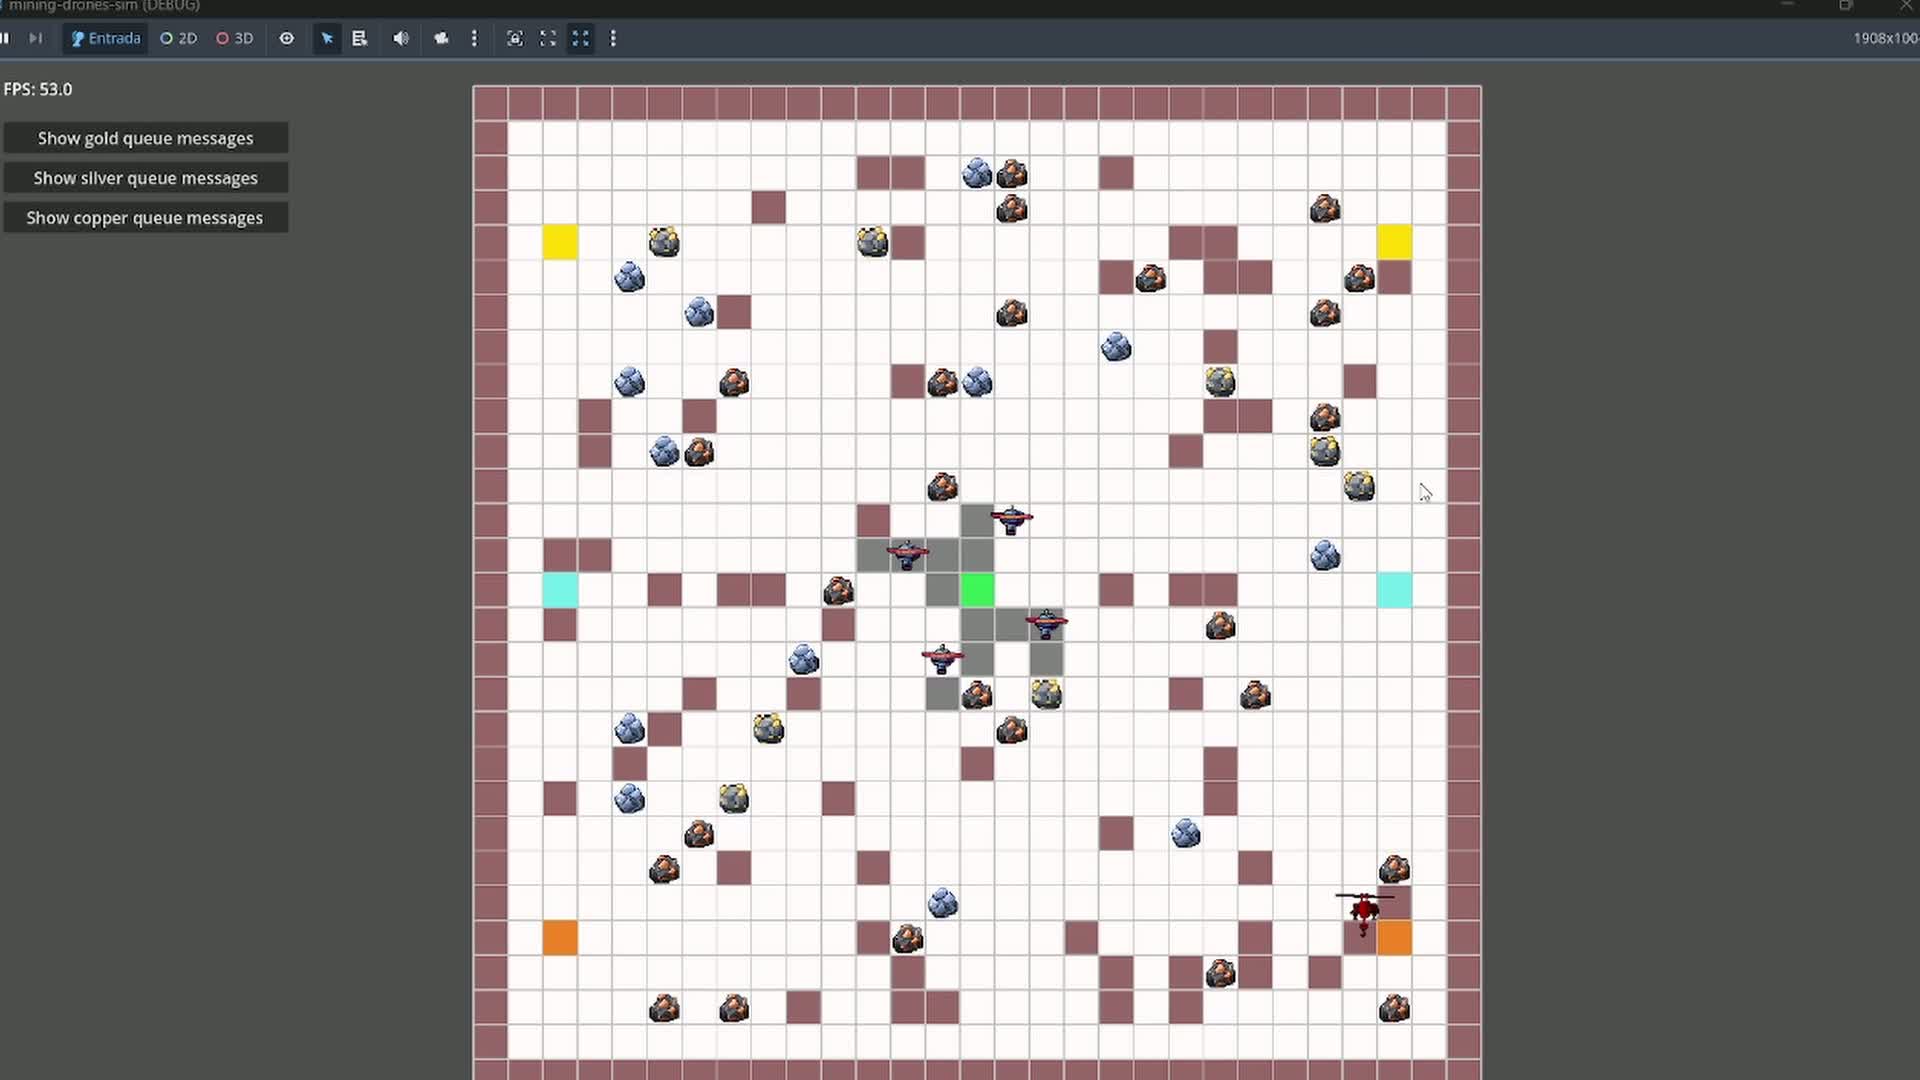 mining-drones-sim (DEBUG)
Entrada 2D 3D 1908x100
FPS: 53.0
Show gold queue messages
Show silver queue messages
Show copper queue messages